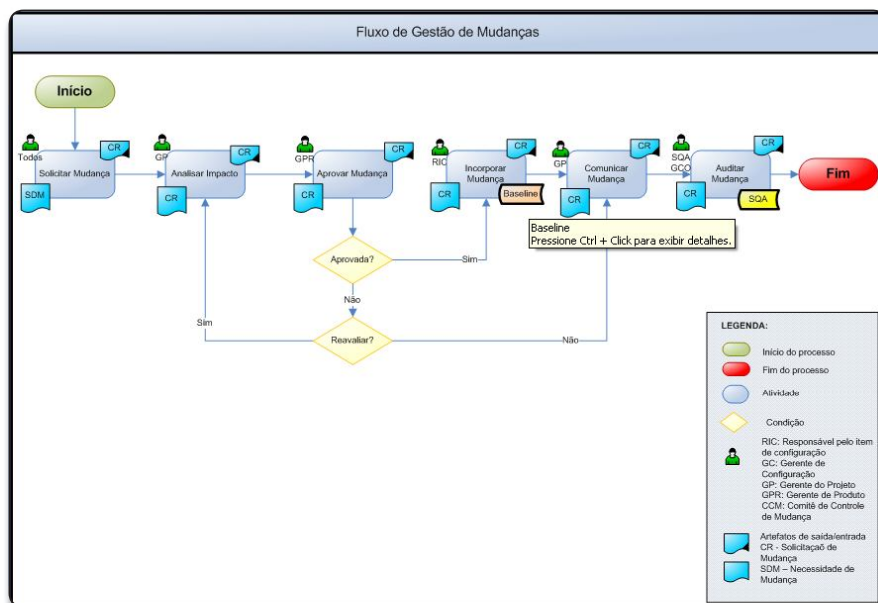 Fluxo de Gestão de Mudanças
Início
Todos
CR
Solicitar Mudança
SDM
GP
CR
Analisar Impacto
CR
GPR
CR
Aprovar Mudança
CR
RIC
CR
Incorporar
Mudança
CR
Baseline
GP
CR
Comunicar
Mudança
CR
SQA
GCO
CR
Auditar
Mudança
CR
SQA
Fim
Baseline
Pressione Ctrl + Click para exibir detalhes.
Aprovada?
Sim
Não
Sim
Reavaliar?
Não
LEGENDA:
Início do processo
Fim do processo
Atividade
Condição
RIC: Responsável pelo item
de configuração
GC: Gerente de
Configuração
GP: Gerente do Projeto
GPR: Gerente de Produto
CCM: Comitê de Controle
de Mudança
Artefatos de saída/entrada
CR - Solicitaçaõ de
Mudança
SDM – Necessidade de
Mudança